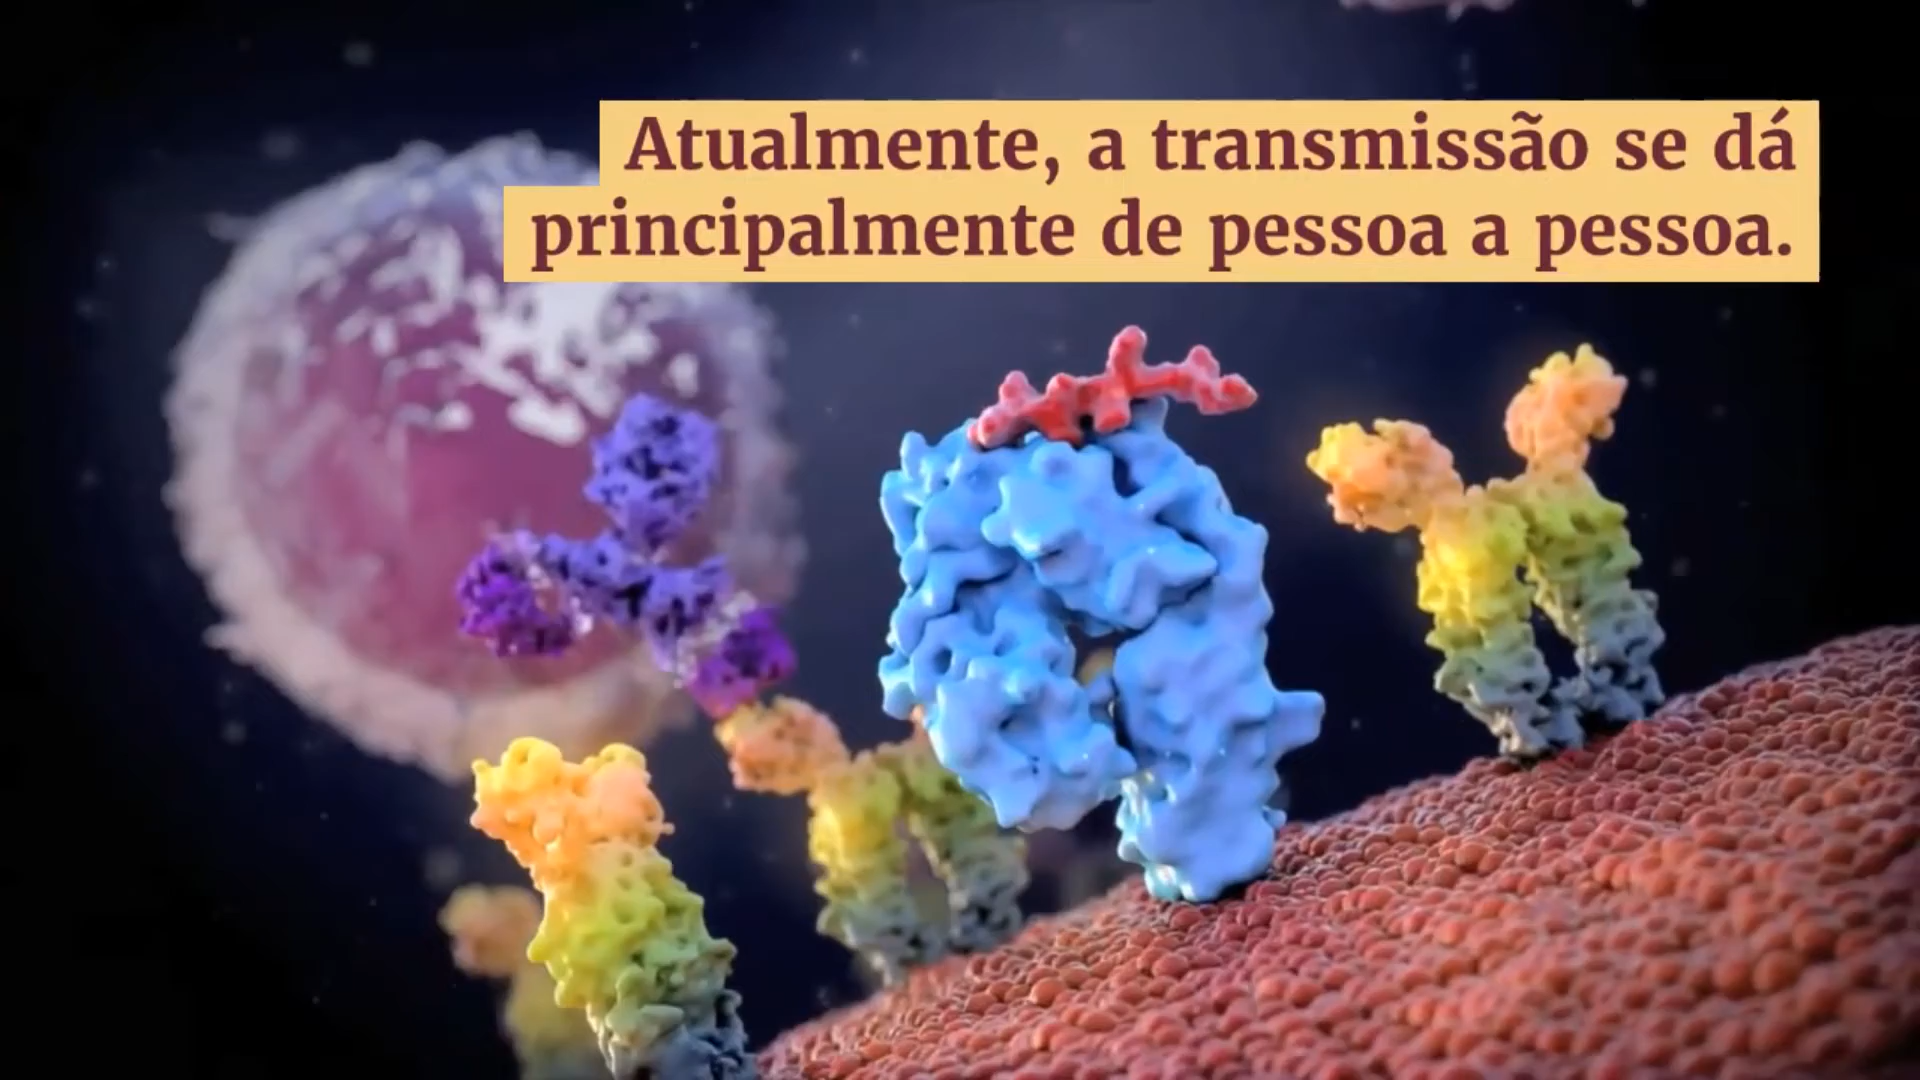 Atualmente, a transmissão se dá
principalmente de pessoa a pessoa.